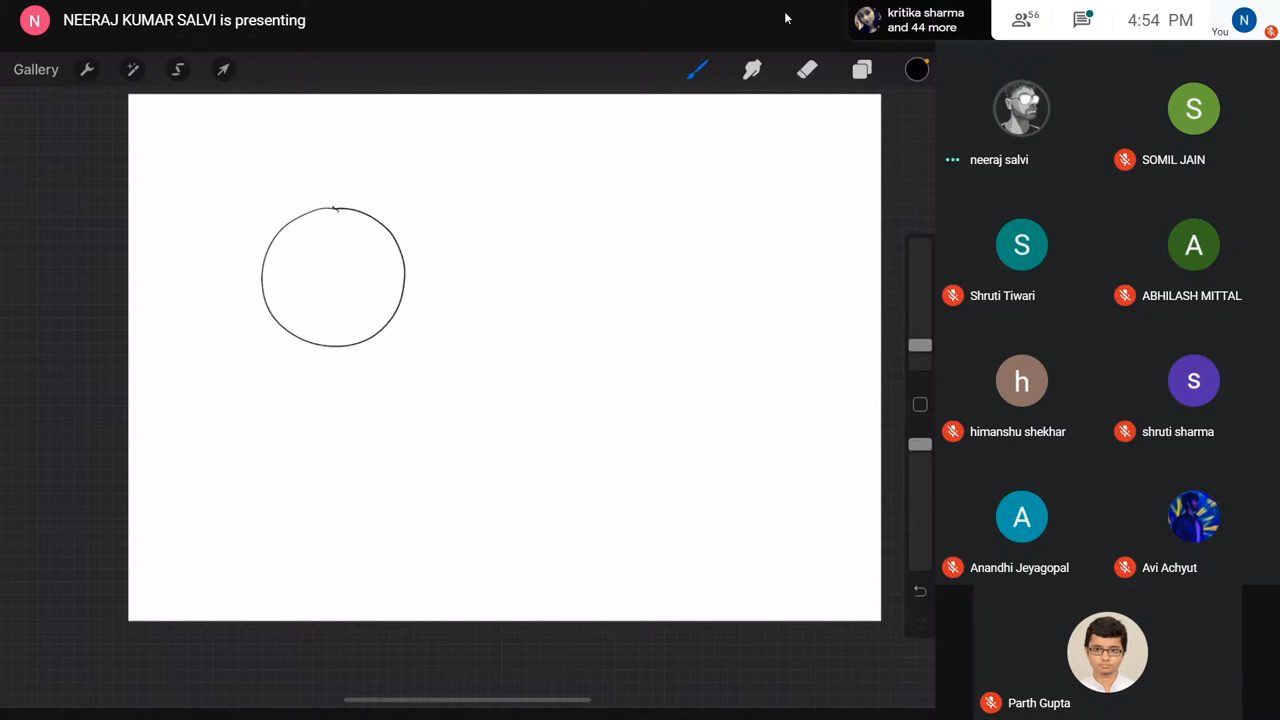 N NEERAJ KUMAR SALVI is presenting
kritika sharma
and 44 more
56
4:54 PM
You
N
Gallery
neeraj salvi
S
SOMIL JAIN
S
Shruti Tiwari
A
ABHILASH MITTAL
h
himanshu shekhar
s
shruti sharma
A
Anandhi Jeyagopal
Avi Achyut
Parth Gupta